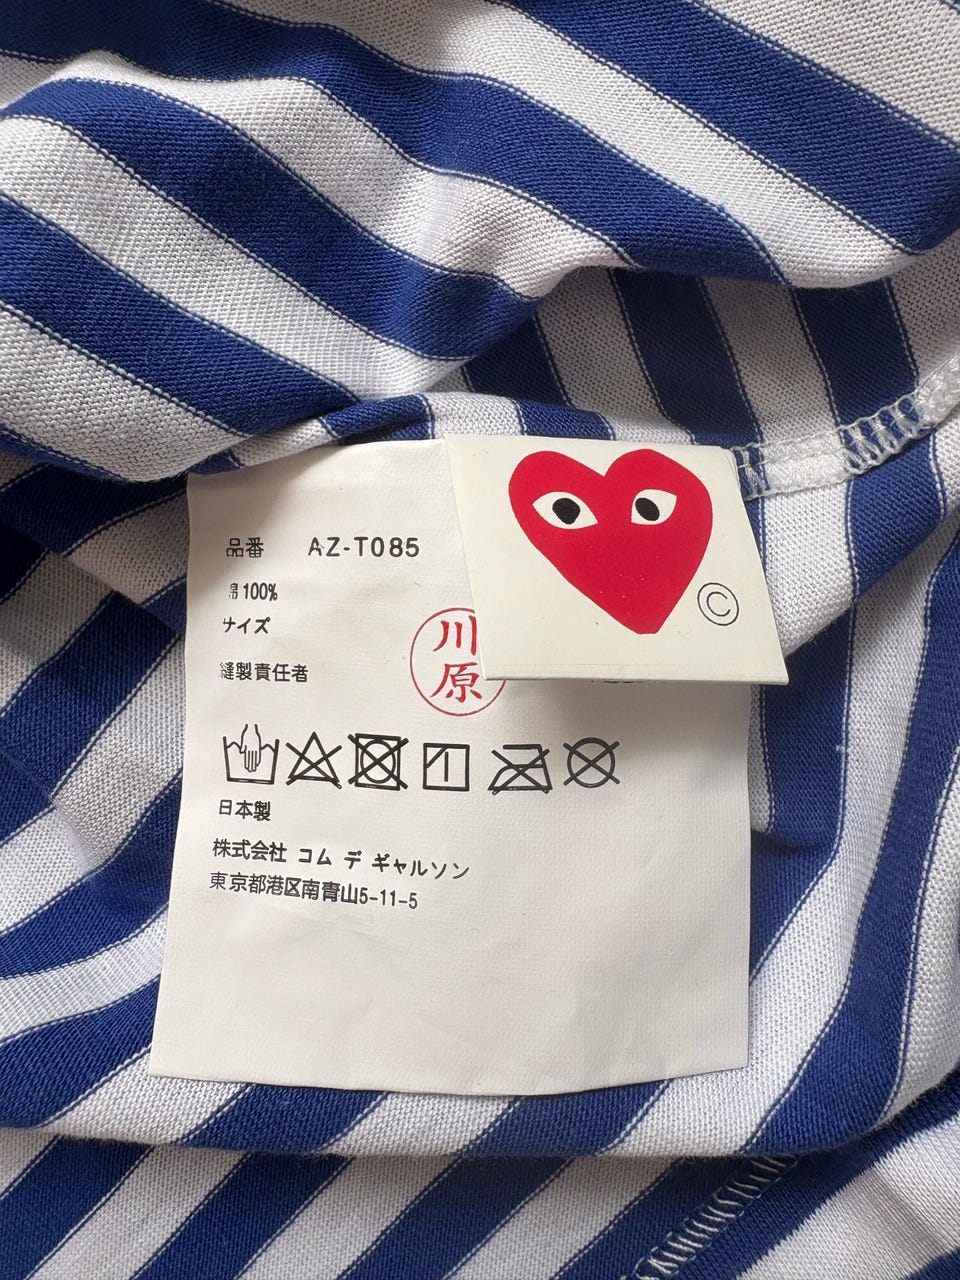 品番 AZ-T085
綿100%
サイズ
縫製責任者
川原
©
日本製
株式会社 コム デ ギャルソン
東京都港区南青山5-11-5